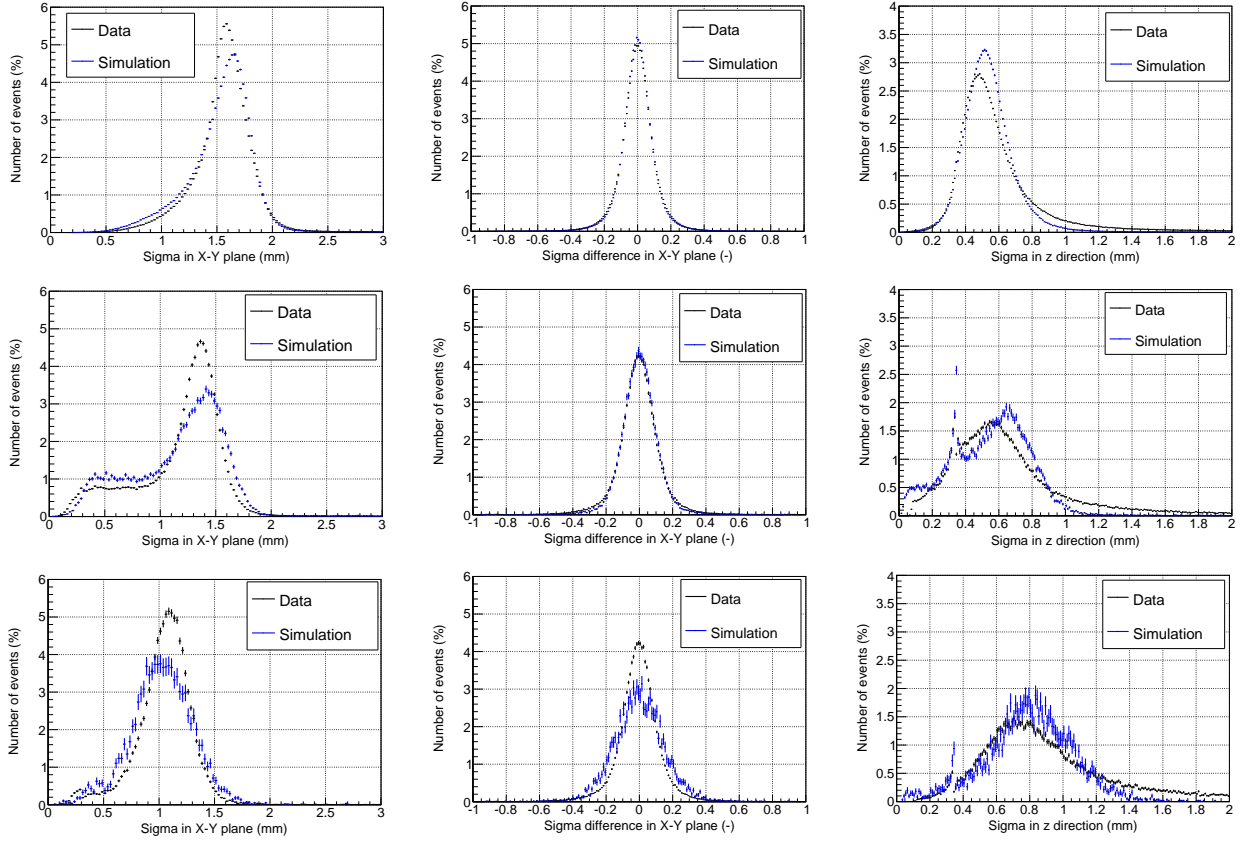 Number of events (%)
6
5
4
3
2
1
0
Data
Simulation
0 0.5 1 1.5 2 2.5 3
Sigma in X-Y plane (mm)
Number of events (%)
6
5
4
3
2
1
0
Data
Simulation
-1 -0.8 -0.6 -0.4 -0.2 0 0.2 0.4 0.6 0.8 1
Sigma difference in X-Y plane (-)
Number of events (%)
4
3.5
3
2.5
2
1.5
1
0.5
0
Data
Simulation
0 0.2 0.4 0.6 0.8 1 1.2 1.4 1.6 1.8 2
Sigma in z direction (mm)
Number of events (%)
6
5
4
3
2
1
0
Data
Simulation
0 0.5 1 1.5 2 2.5 3
Sigma in X-Y plane (mm)
Number of events (%)
6
5
4
3
2
1
0
Data
Simulation
-1 -0.8 -0.6 -0.4 -0.2 0 0.2 0.4 0.6 0.8 1
Sigma difference in X-Y plane (-)
Number of events (%)
4
3.5
3
2.5
2
1.5
1
0.5
0
Data
Simulation
0 0.2 0.4 0.6 0.8 1 1.2 1.4 1.6 1.8 2
Sigma in z direction (mm)
Number of events (%)
6
5
4
3
2
1
0
Data
Simulation
0 0.5 1 1.5 2 2.5 3
Sigma in X-Y plane (mm)
Number of events (%)
6
5
4
3
2
1
0
Data
Simulation
-1 -0.8 -0.6 -0.4 -0.2 0 0.2 0.4 0.6 0.8 1
Sigma difference in X-Y plane (-)
Number of events (%)
4
3.5
3
2.5
2
1.5
1
0.5
0
Data
Simulation
0 0.2 0.4 0.6 0.8 1 1.2 1.4 1.6 1.8 2
Sigma in z direction (mm)